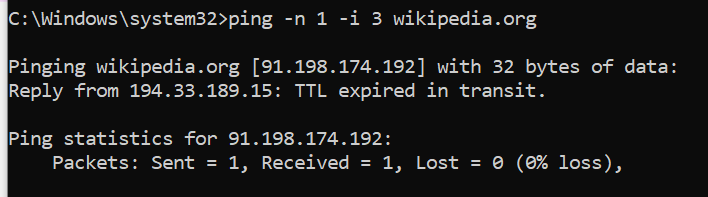 C:\Windows\system32>ping -n 1 -i 3 wikipedia.org
Pinging wikipedia.org [91.198.174.192] with 32 bytes of data:
Reply from 194.33.189.15: TTL expired in transit.
Ping statistics for 91.198.174.192:
    Packets: Sent = 1, Received = 1, Lost = 0 (0% loss),